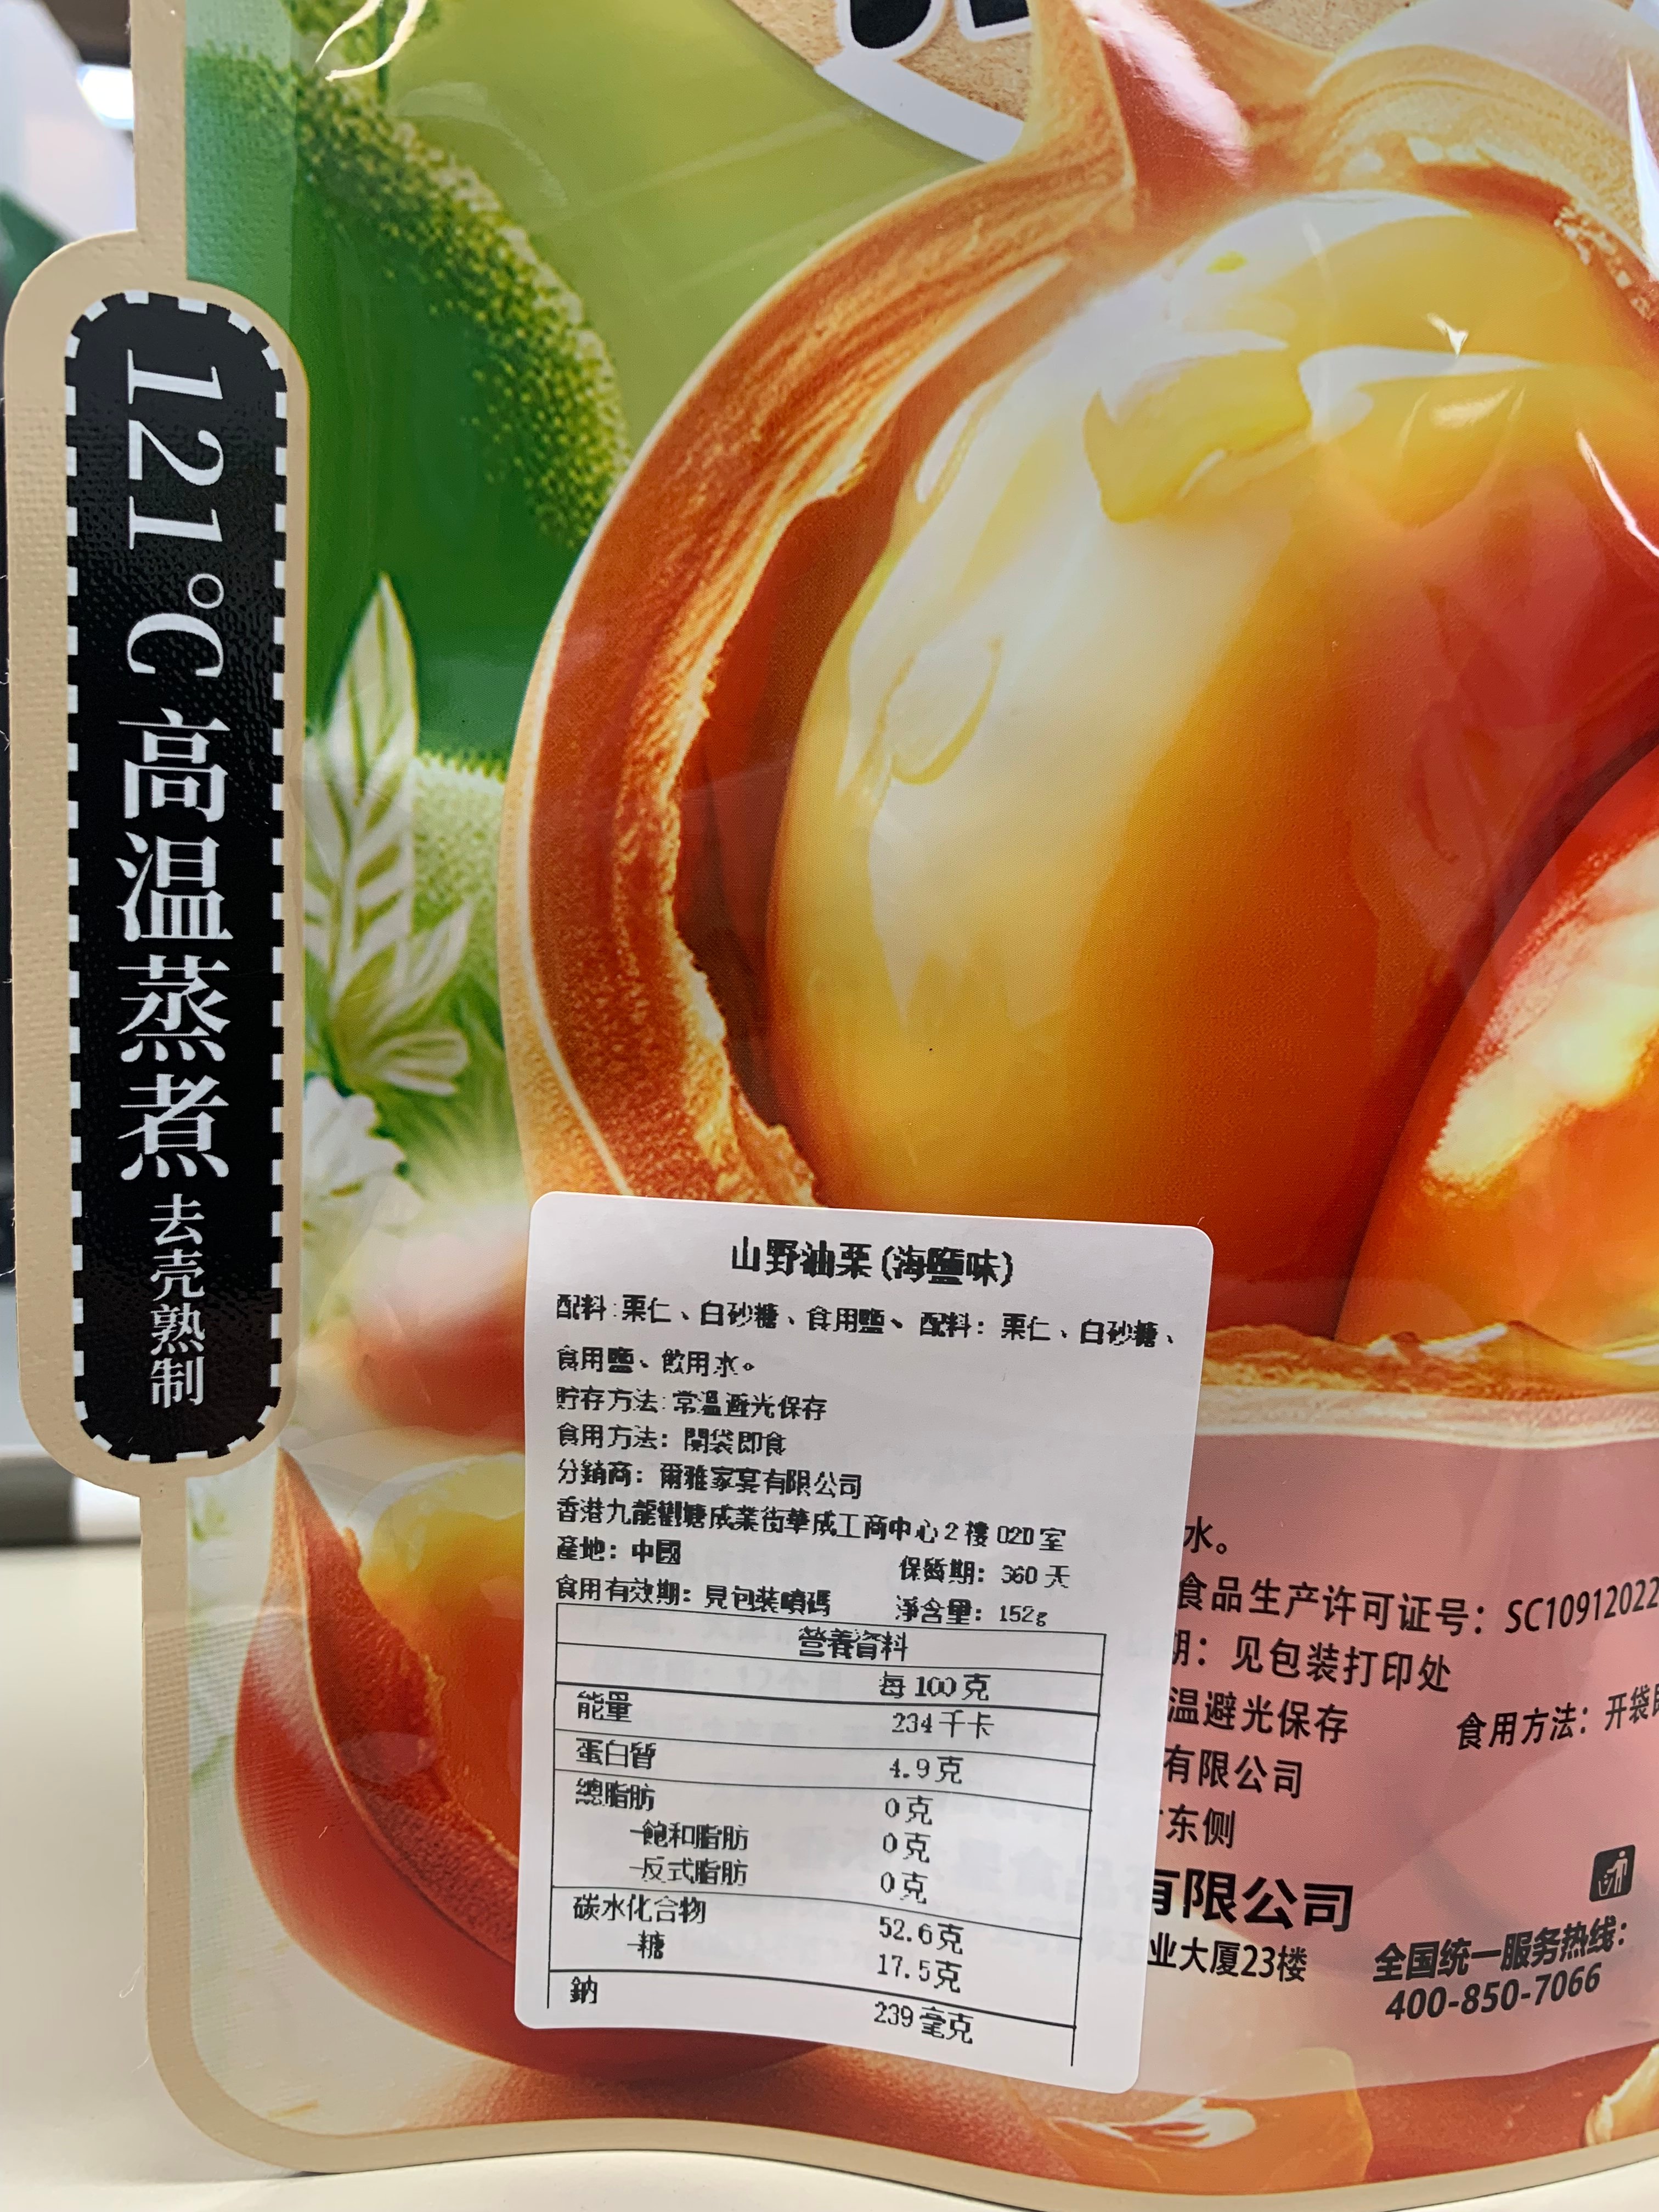 121℃高温蒸煮 去壳熟制
山野油栗(海鹽味)
配料:栗仁、白砂糖、食用鹽、配料:栗仁、白砂糖、
食用鹽、飲用水。
貯存方法:常溫避光保存
食用方法:開袋即食
分銷商:爾雅家宴有限公司
香港九龍觀塘成業街華成工商中心2樓020室
產地:中國 保質期:360天
食用有效期:見包裝噴碼 淨含量:152g
營養資料
每100克
能量 234千卡
蛋白質 4.9克
總脂肪 0克
-飽和脂肪 0克
-反式脂肪 0克
碳水化合物 52.6克
-糖 17.5克
鈉 239毫克
水。
食品生产许可证号:SC10912022
期:见包装打印处
温避光保存 食用方法:开袋即
有限公司
东侧
有限公司
业大厦23楼
全国统一服务热线:
400-850-7066